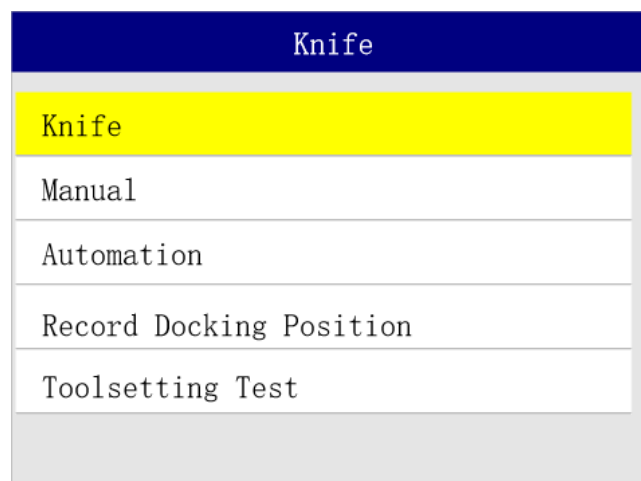 Knife
Knife
Manual
Automation
Record Docking Position
Toolsetting Test